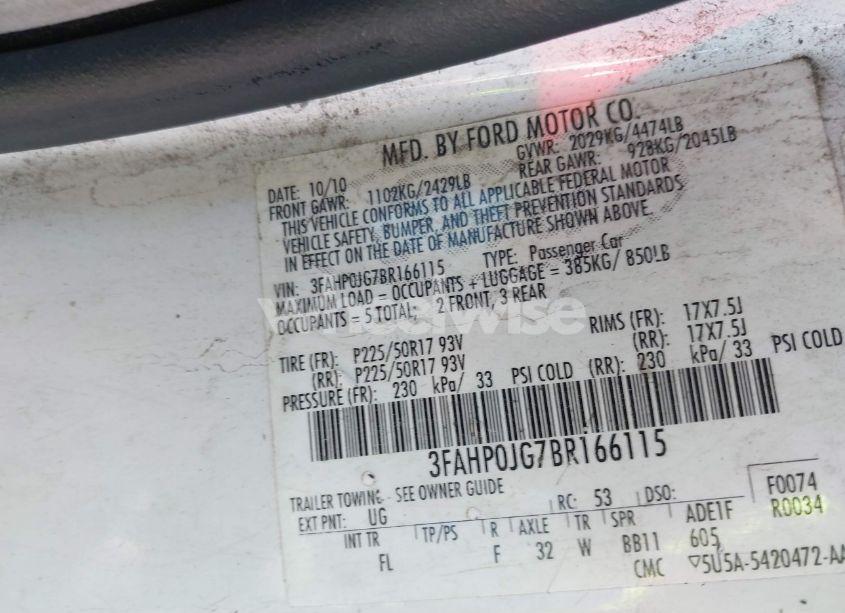 MFD. BY FORD MOTOR CO.
DATE: 10/10 GVWR: 2029KG/4474LB
FRONT GAWR: 1102KG/2429LB REAR GAWR: 928KG/2045LB
THIS VEHICLE CONFORMS TO ALL APPLICABLE FEDERAL MOTOR
VEHICLE SAFETY, BUMPER, AND THEFT PREVENTION STANDARDS
IN EFFECT ON THE DATE OF MANUFACTURE SHOWN ABOVE.
VIN: 3FAHP0JG7BR166115 TYPE: Passenger Car
MAXIMUM LOAD = OCCUPANTS + LUGGAGE = 385KG/ 850LB
OCCUPANTS = 5 TOTAL; 2 FRONT, 3 REAR
wheelwise
TIRE (FR): P225/50R17 93V RIMS (FR): 17X7.5J
(RR): P225/50R17 93V (RR): 17X7.5J
PRESSURE (FR): 230 kPa/ 33 PSI COLD (RR): 230 kPa/ 33 PSI COLD
3FAHP0JG7BR166115
TRAILER TOWING - SEE OWNER GUIDE
EXT PNT: UG RC: 53 DSO: F0074
R0034
INT TR TP/PS R AXLE TR SPR ADE1F
FL F 32 W BB11 605
CMC ▽5U5A-5420472-AA